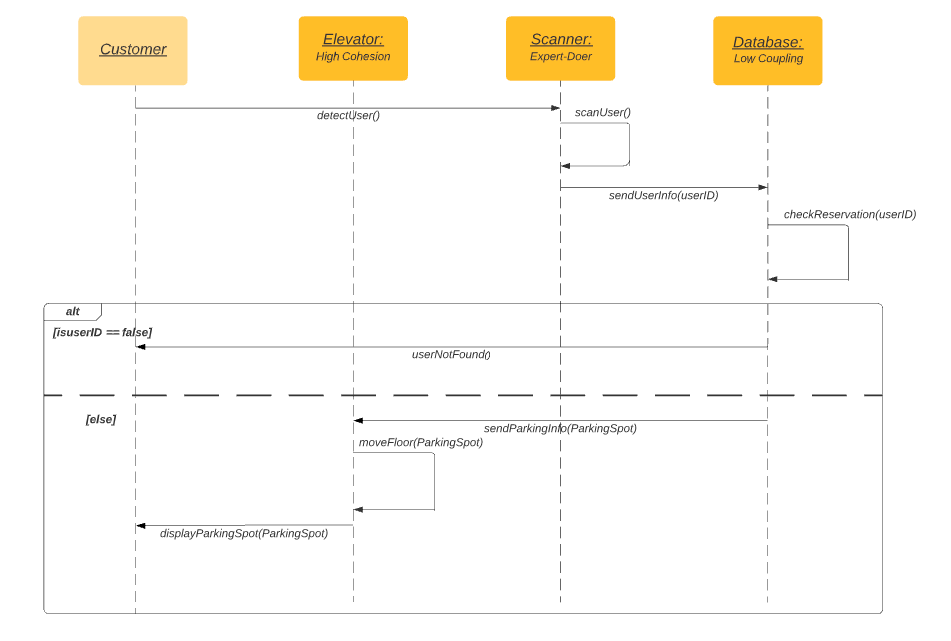 Customer
Elevator:
High Cohesion
Scanner:
Expert-Doer
Database:
Low Coupling
detectUser()
scanUser()
sendUserInfo(userID)
checkReservation(userID)
alt
[isuserID == false]
userNotFound()
[else]
sendParkingInfo(ParkingSpot)
moveFloor(ParkingSpot)
displayParkingSpot(ParkingSpot)